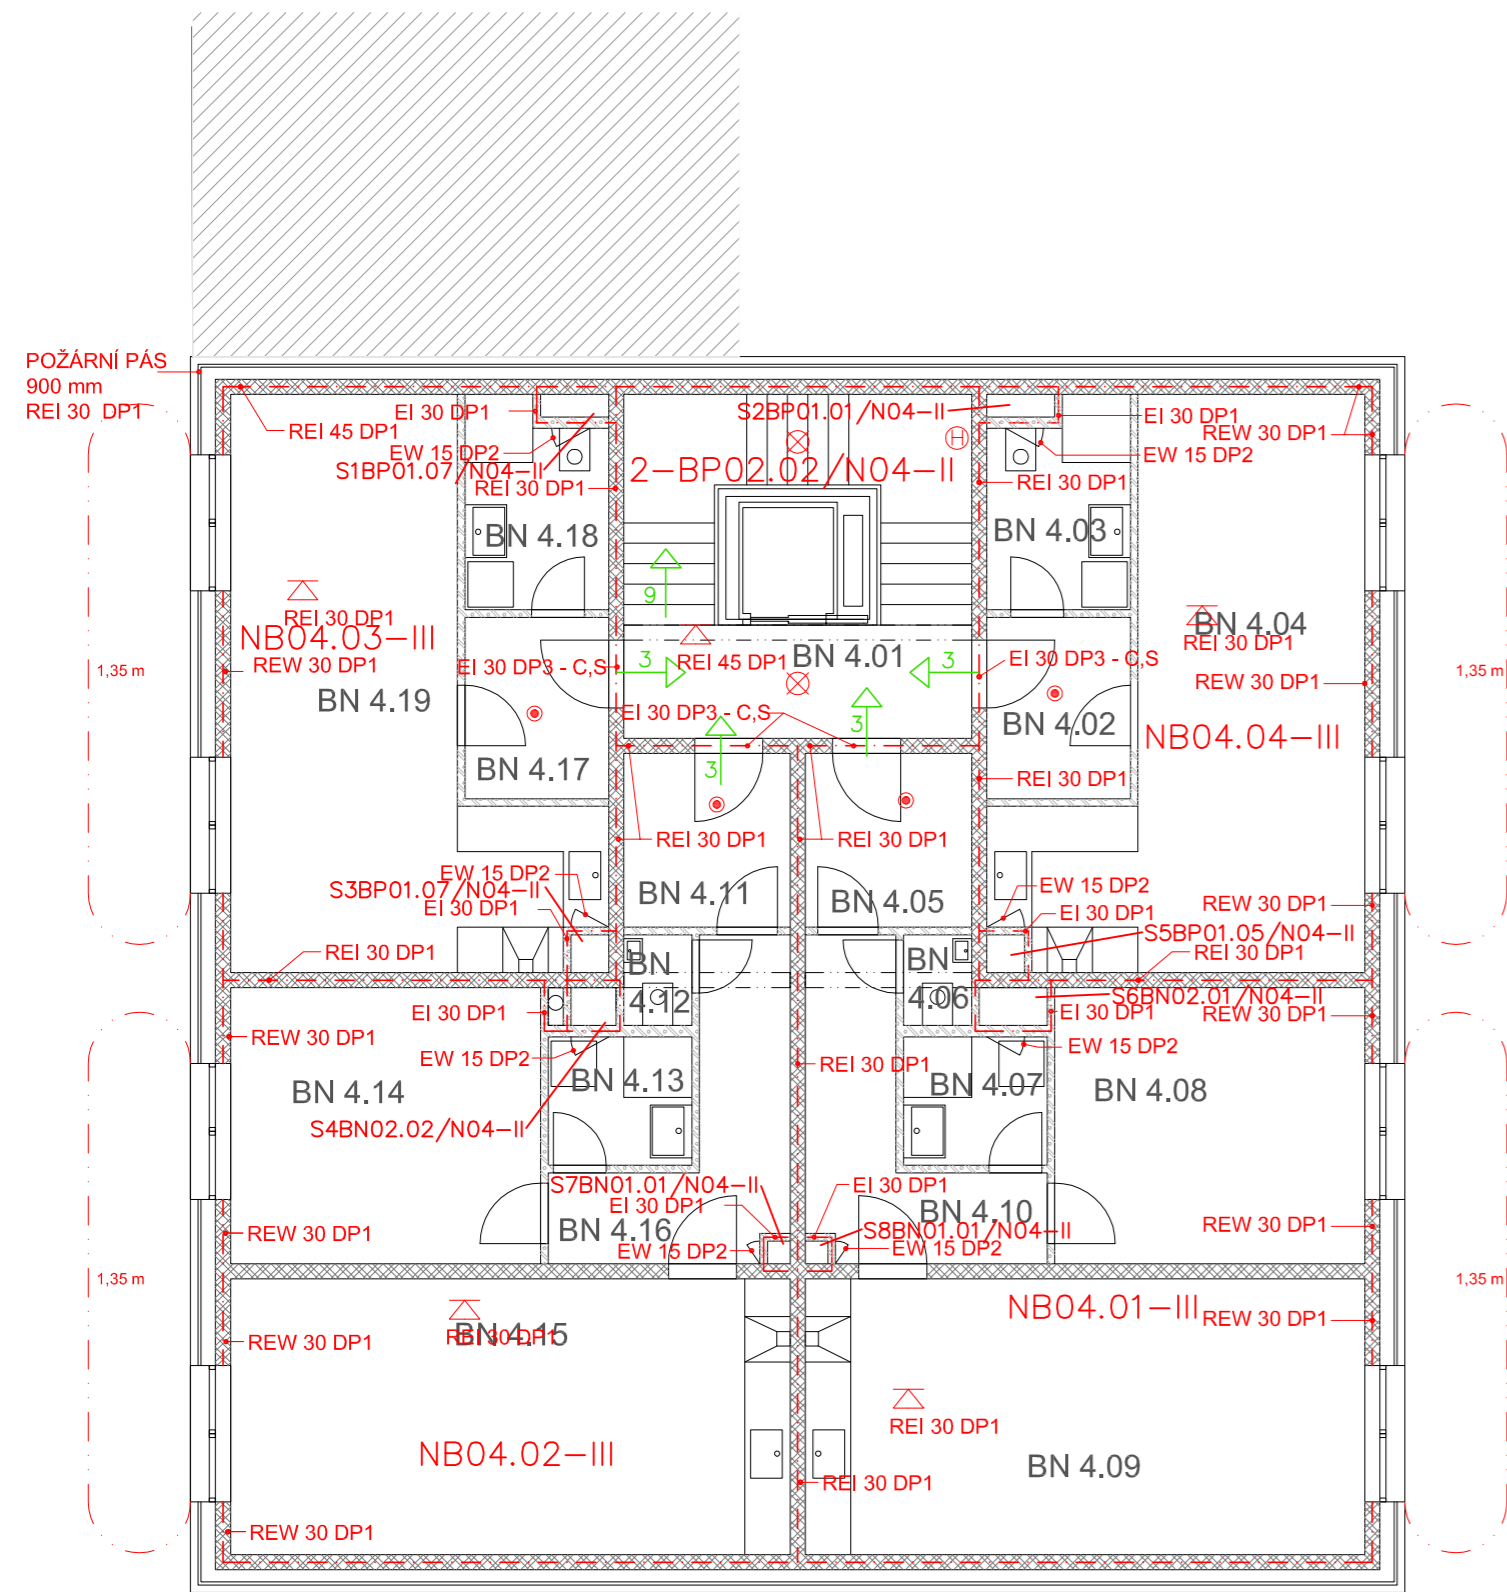 POŽÁRNÍ PÁS
900 mm
REI 30 DP1
REI 45 DP1
EI 30 DP1
EW 15 DP2
S1BP01.07/N04-II
REI 30 DP1
BN 4.18
S2BP01.01/N04-II
H
2-BP02.02/N04-II
EI 30 DP1
REW 30 DP1
EW 15 DP2
REI 30 DP1
BN 4.03
9
REI 30 DP1
NB04.03-III
REW 30 DP1
BN 4.19
1,35 m
EI 30 DP3 - C,S
3
REI 45 DP1
BN 4.01
3
EI 30 DP3 - C,S
BN 4.04
REI 30 DP1
REW 30 DP1
1,35 m
EI 30 DP3 - C,S
3
3
BN 4.02
NB04.04-III
BN 4.17
REI 30 DP1
REI 30 DP1
REI 30 DP1
EW 15 DP2
S3BP01.07/N04-II
EI 30 DP1
BN 4.11
BN 4.05
EW 15 DP2
EI 30 DP1
REW 30 DP1
S5BP01.05/N04-II
REI 30 DP1
REI 30 DP1
BN
4.12
BN
4.06
S6BN02.01/N04-II
EI 30 DP1
REW 30 DP1
EI 30 DP1
REW 30 DP1
EW 15 DP2
EW 15 DP2
REI 30 DP1
BN 4.14
BN 4.13
BN 4.07
BN 4.08
S4BN02.02/N04-II
S7BN01.01/N04-II
EI 30 DP1
EI 30 DP1
BN 4.16
BN 4.10
S8BN01.01/N04-II
EW 15 DP2
EW 15 DP2
REW 30 DP1
REW 30 DP1
1,35 m
1,35 m
NB04.01-III
REW 30 DP1
BN 4.15
REI 30 DP1
REW 30 DP1
REI 30 DP1
NB04.02-III
BN 4.09
REI 30 DP1
REW 30 DP1